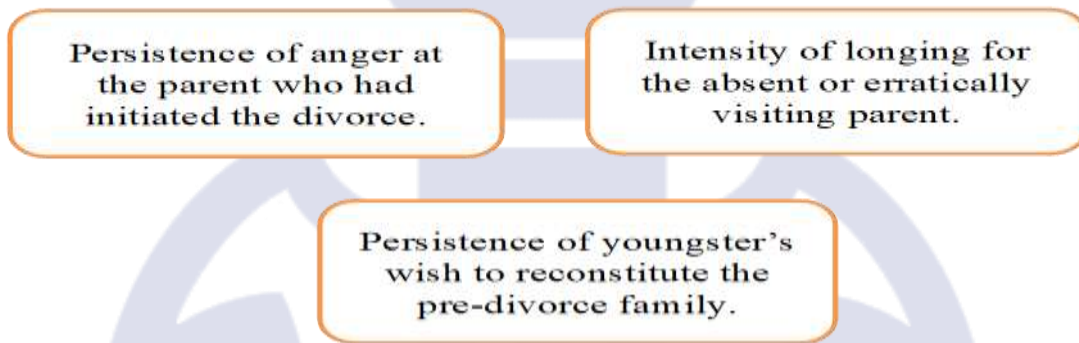 Persistence of anger at
the parent who had
initiated the divorce.
Intensity of longing for
the absent or erratically
visiting parent.
Persistence of youngster's
wish to reconstitute the
pre-divorce family.